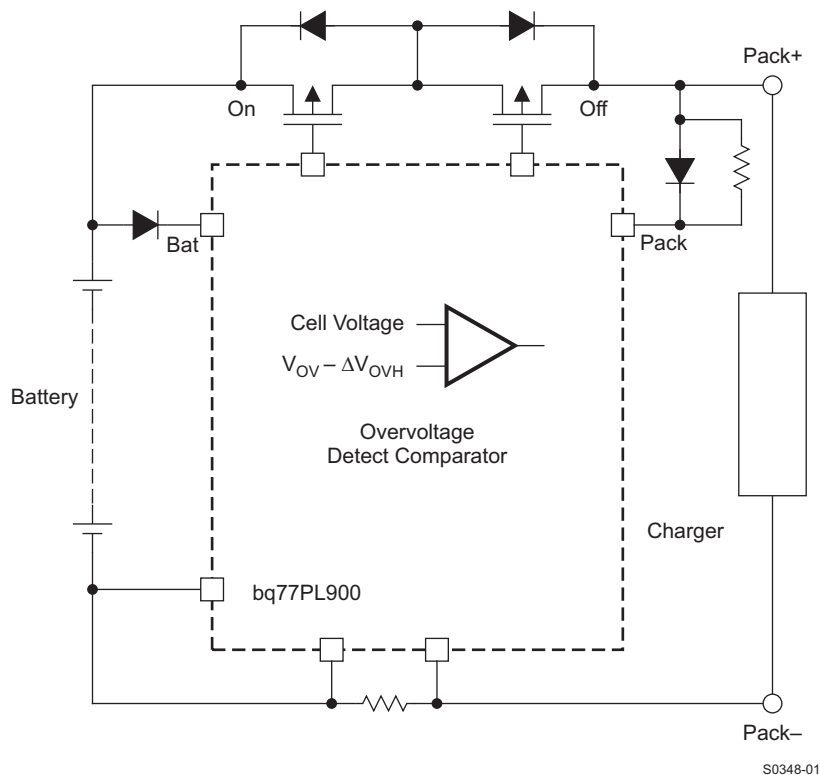 Pack+
On
Off
Bat
Pack
Cell Voltage
V_OV – ΔV_OVH
Battery
Overvoltage
Detect Comparator
Charger
bq77PL900
Pack–
S0348-01